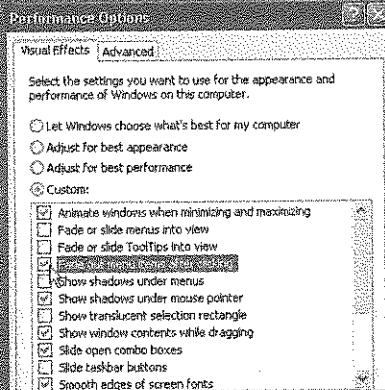 Performance Options
Visual Effects Advanced
Select the settings you want to use for the appearance and
performance of Windows on this computer.
Let Windows choose what's best for my computer
Adjust for best appearance
Adjust for best performance
Custom:
Animate windows when minimizing and maximizing
Fade or slide menus into view
Fade or slide ToolTips into view
Show shadows under menus
Show shadows under mouse pointer
Show translucent selection rectangle
Show window contents while dragging
Slide open combo boxes
Slide taskbar buttons
Smooth edges of screen fonts